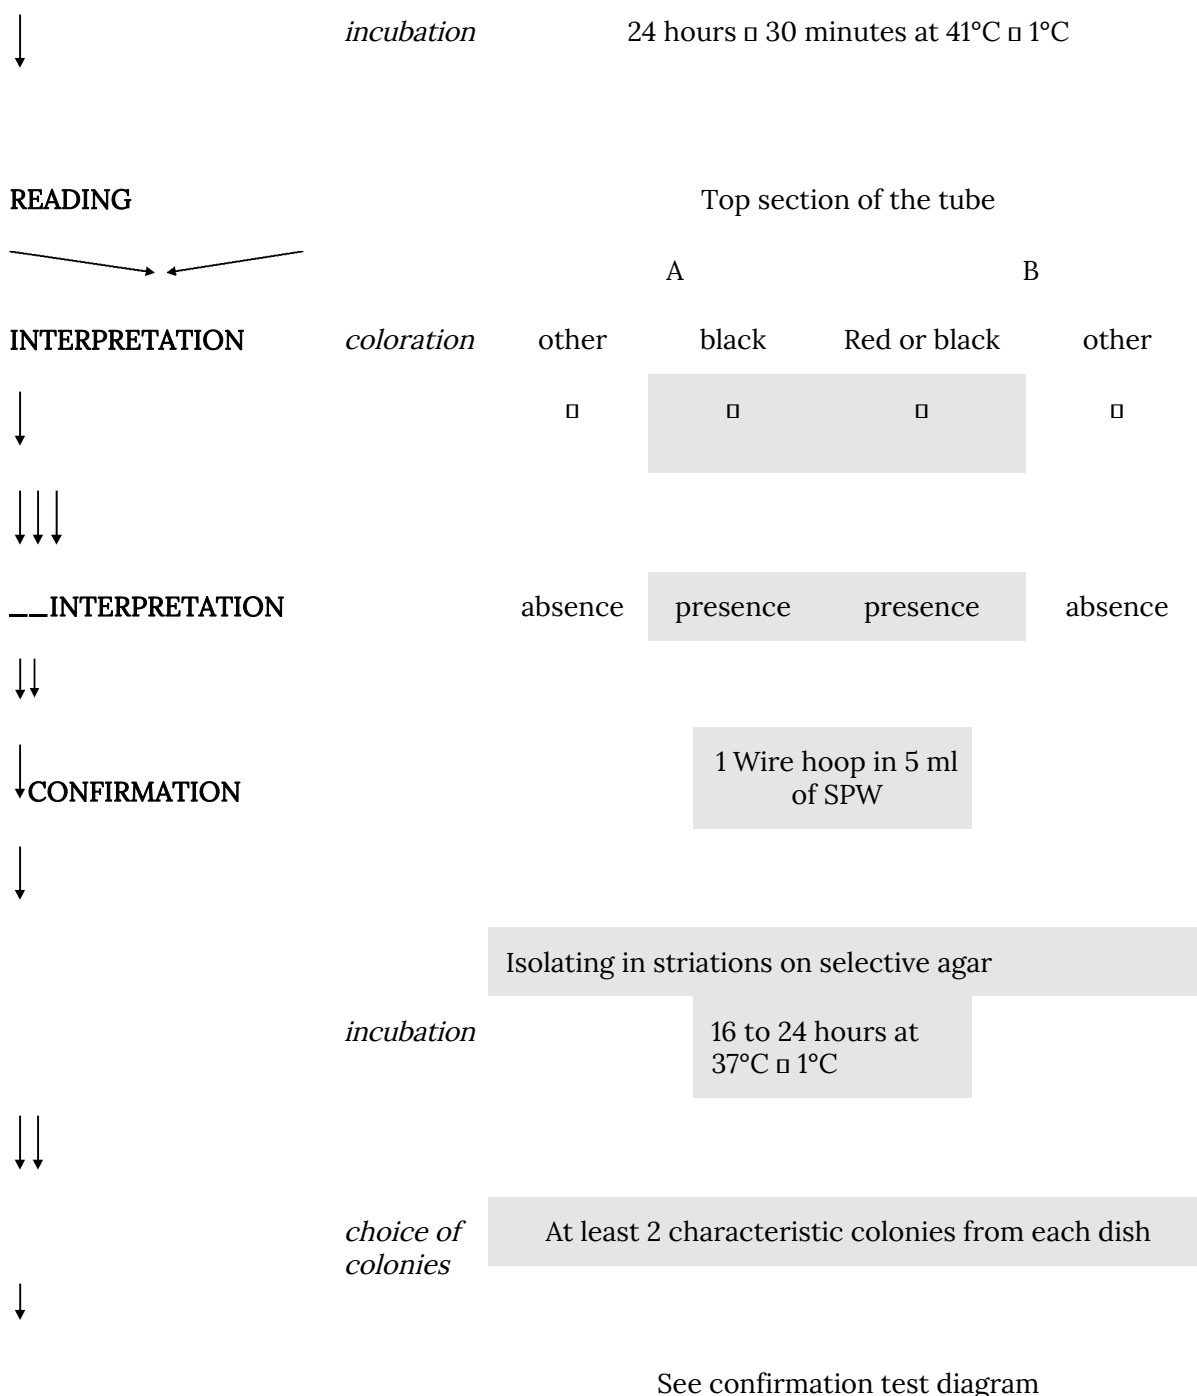 incubation 24 hours ▯ 30 minutes at 41°C ▯ 1°C
READING Top section of the tube
A B
INTERPRETATION coloration other black Red or black other
▯ ▯ ▯ ▯
__INTERPRETATION absence presence presence absence
1 Wire hoop in 5 ml
of SPW
CONFIRMATION
Isolating in striations on selective agar
incubation 16 to 24 hours at
37°C ▯ 1°C
choice of At least 2 characteristic colonies from each dish
colonies
See confirmation test diagram